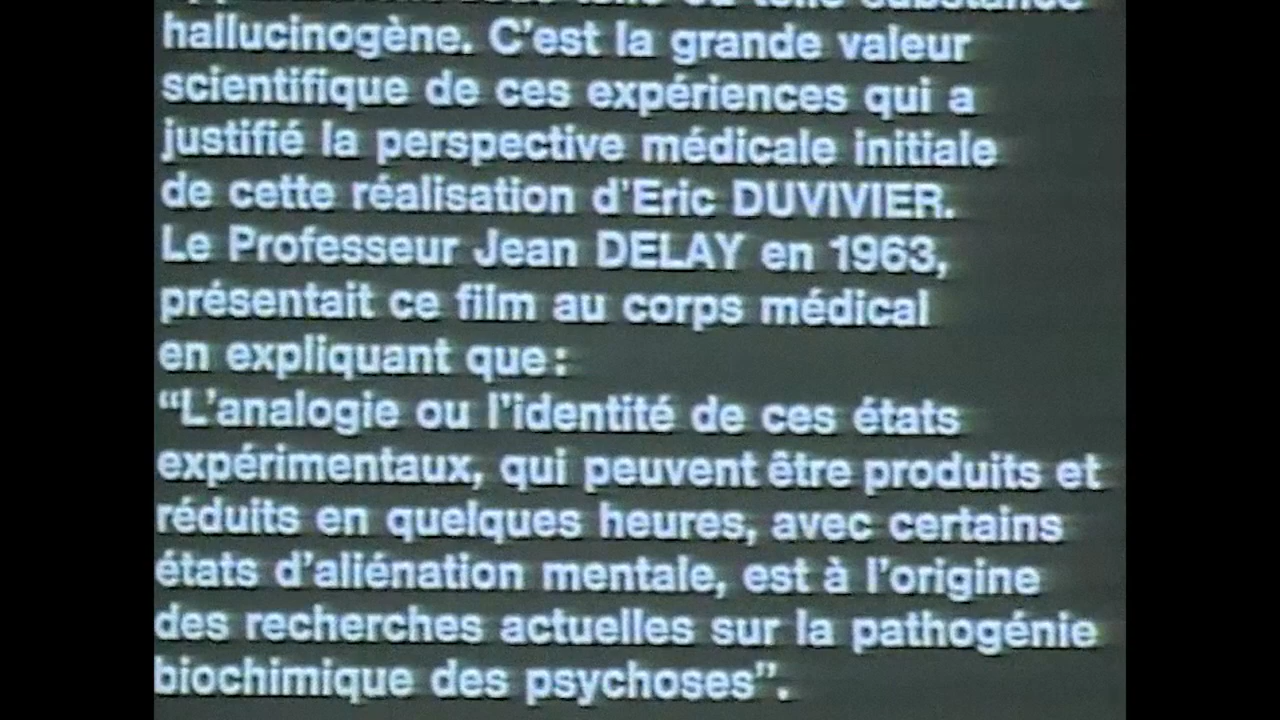 hallucinogène. C'est la grande valeur
scientifique de ces expériences qui a
justifié la perspective médicale initiale
de cette réalisation d'Eric DUVIVIER.
Le Professeur Jean DELAY en 1963,
présentait ce film au corps médical
en expliquant que:
“L'analogie ou l'identité de ces états
expérimentaux, qui peuvent être produits et
réduits en quelques heures, avec certains
états d'aliénation mentale, est à l'origine
des recherches actuelles sur la pathogénie
biochimique des psychoses”.